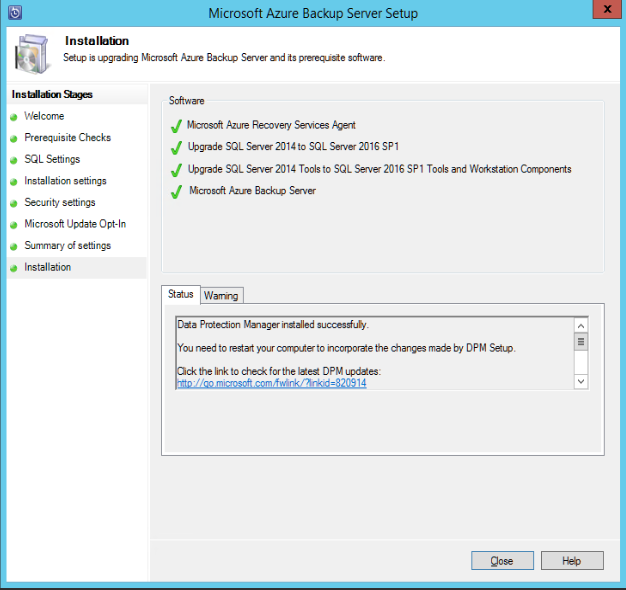 Microsoft Azure Backup Server Setup
x
Installation
Setup is upgrading Microsoft Azure Backup Server and its prerequisite software.
Installation Stages
Welcome
Prerequisite Checks
SQL Settings
Installation settings
Security settings
Microsoft Update Opt-In
Summary of settings
Installation
Software
Microsoft Azure Recovery Services Agent
Upgrade SQL Server 2014 to SQL Server 2016 SP1
Upgrade SQL Server 2014 Tools to SQL Server 2016 SP1 Tools and Workstation Components
Microsoft Azure Backup Server
Status
Warning
Data Protection Manager installed successfully.
You need to restart your computer to incorporate the changes made by DPM Setup.
Click the link to check for the latest DPM updates:
http://go.microsoft.com/fwlink/?linkid=820914
Close
Help